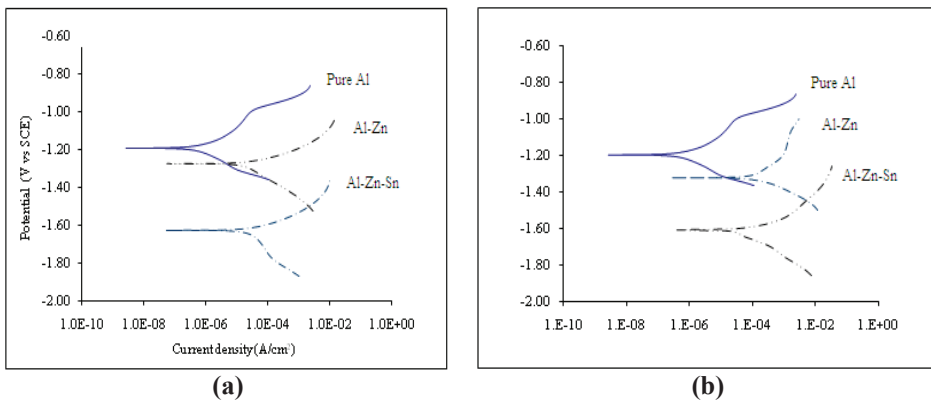 -0.60
-0.80
-1.00
-1.20
-1.40
-1.60
-1.80
-2.00
Potential (V vs SCE)
Pure Al
Al-Zn
Al-Zn-Sn
1.0E-10 1.0E-08 1.0E-06 1.0E-04 1.0E-02 1.0E+00
Current density(A/cm²)
(a)
-0.60
-0.80
-1.00
-1.20
-1.40
-1.60
-1.80
-2.00
Pure Al
Al-Zn
Al-Zn-Sn
1.E-10 1.E-08 1.E-06 1.E-04 1.E-02 1.E+00
(b)